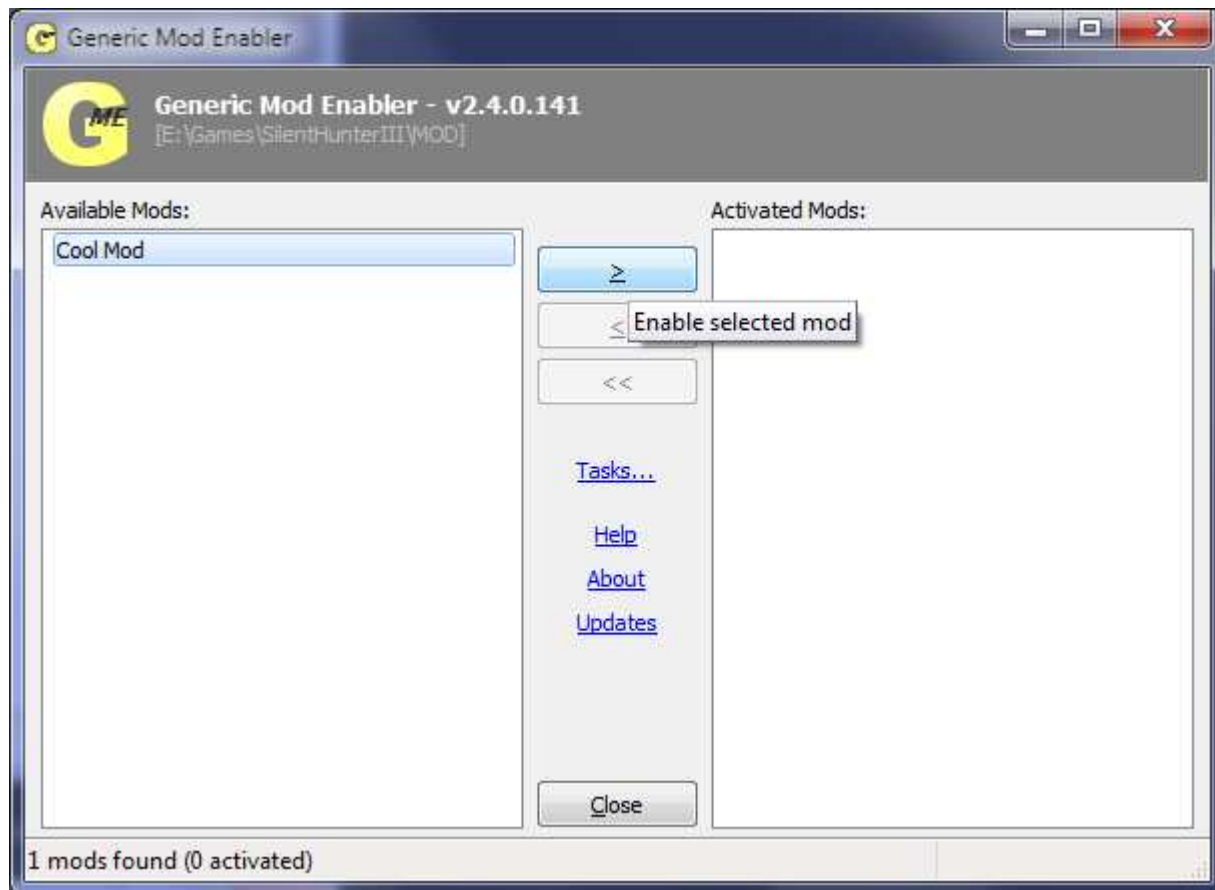 Generic Mod Enabler
GME
Generic Mod Enabler - v2.4.0.141
[E:\Games\SilentHunterIII\MOD]
Available Mods:
Activated Mods:
Cool Mod
>
<
Enable selected mod
<<
Tasks...
Help
About
Updates
Close
1 mods found (0 activated)